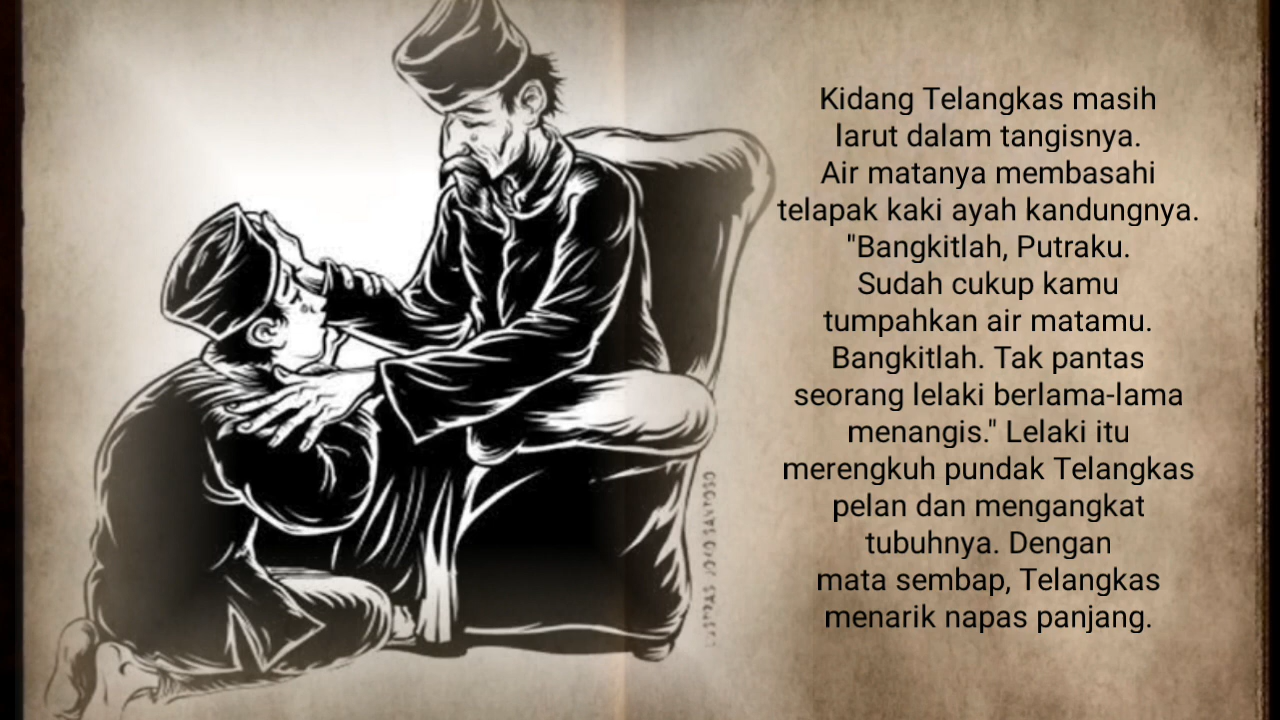 Kidang Telangkas masih
larut dalam tangisnya.
Air matanya membasahi
telapak kaki ayah kandungnya.
"Bangkitlah, Putraku.
Sudah cukup kamu
tumpahkan air matamu.
Bangkitlah. Tak pantas
seorang lelaki berlama-lama
menangis." Lelaki itu
merengkuh pundak Telangkas
pelan dan mengangkat
tubuhnya. Dengan
mata sembap, Telangkas
menarik napas panjang.